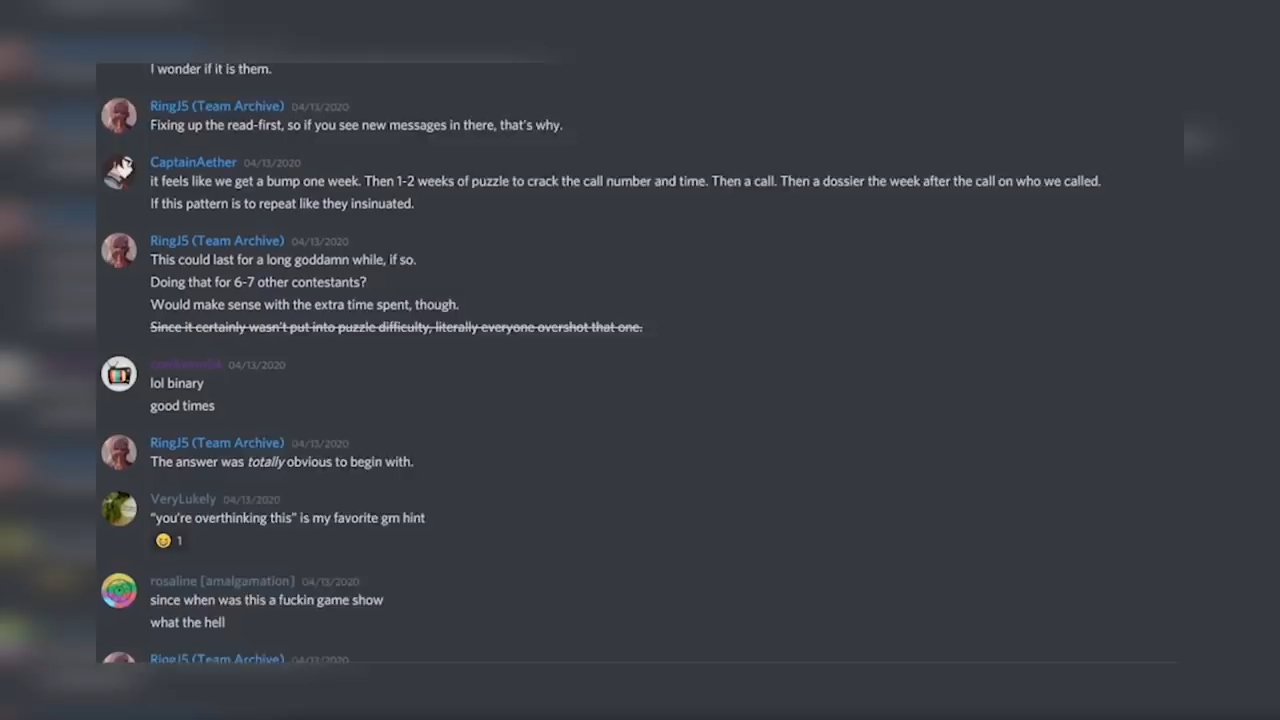 I wonder if it is them.
RingJ5 (Team Archive) 04/13/2020
Fixing up the read-first, so if you see new messages in there, that's why.
CaptainAether 04/13/2020
it feels like we get a bump one week. Then 1-2 weeks of puzzle to crack the call number and time. Then a call. Then a dossier the week after the call on who we called.
If this pattern is to repeat like they insinuated.
RingJ5 (Team Archive) 04/13/2020
This could last for a long goddamn while, if so.
Doing that for 6-7 other contestants?
Would make sense with the extra time spent, though.
Since it certainly wasn't put into puzzle difficulty, literally everyone overshot that one.
04/13/2020
lol binary
good times
RingJ5 (Team Archive) 04/13/2020
The answer was totally obvious to begin with.
VeryLukely 04/13/2020
"you're overthinking this" is my favorite gm hint
1
rosaline [amalgamation] 04/13/2020
since when was this a fuckin game show
what the hell
RingJ5 (Team Archive) 04/13/2020